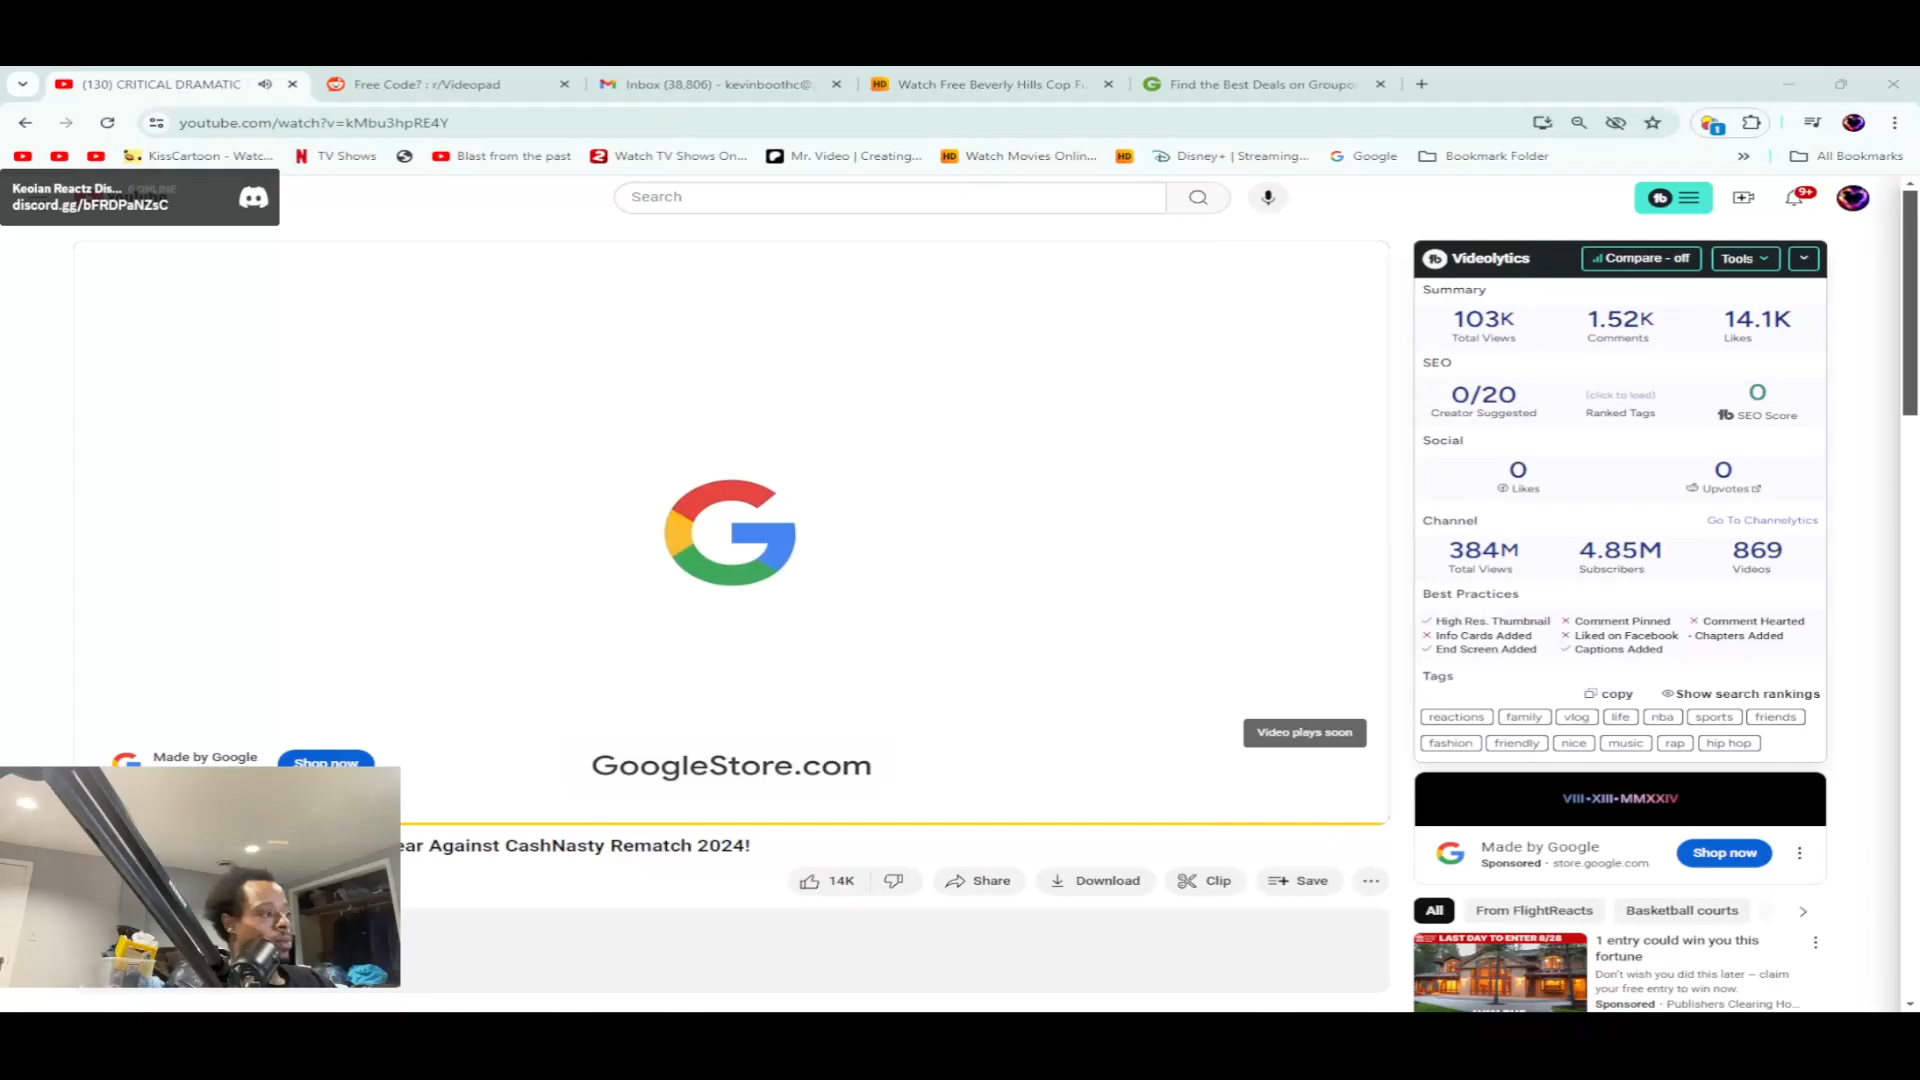 (130) CRITICAL DRAMATIC
Free Code? : r/Videopad
Inbox (38,806) - kevinboothc@
Watch Free Beverly Hills Cop F
Find the Best Deals on Groupo
youtube.com/watch?v=kMbu3hpRE4Y
KissCartoon - Watc...
TV Shows
Blast from the past
Watch TV Shows On...
Mr. Video | Creating...
Watch Movies Onlin...
Disney+ | Streaming...
Google
Bookmark Folder
All Bookmarks
Keoian Reactz Dis...
discord.gg/bFRDPaNZsC
Search
9+
Videolytics
Compare - off
Tools
Summary
103K
1.52K
14.1K
Total Views
Comments
Likes
SEO
0/20
(click to load)
0
Creator Suggested
Ranked Tags
SEO Score
Social
0
0
Likes
Upvotes
Channel
Go To Channelytics
384M
4.85M
869
Total Views
Subscribers
Videos
Best Practices
High Res. Thumbnail
Comment Pinned
Comment Hearted
Info Cards Added
Liked on Facebook
- Chapters Added
End Screen Added
Captions Added
Tags
copy
Show search rankings
reactions family vlog life nba sports friends
fashion friendly nice music rap hip hop
Video plays soon
Made by Google
Shop now
GoogleStore.com
ear Against CashNasty Rematch 2024!
14K
Share
Download
Clip
Save
VIII•XIII•MMXXIV
Made by Google
Sponsored · store.google.com
Shop now
All
From FlightReacts
Basketball courts
LAST DAY TO ENTER 8/28
1 entry could win you this
fortune
Don't wish you did this later – claim
your free entry to win now.
Sponsored · Publishers Clearing Ho...